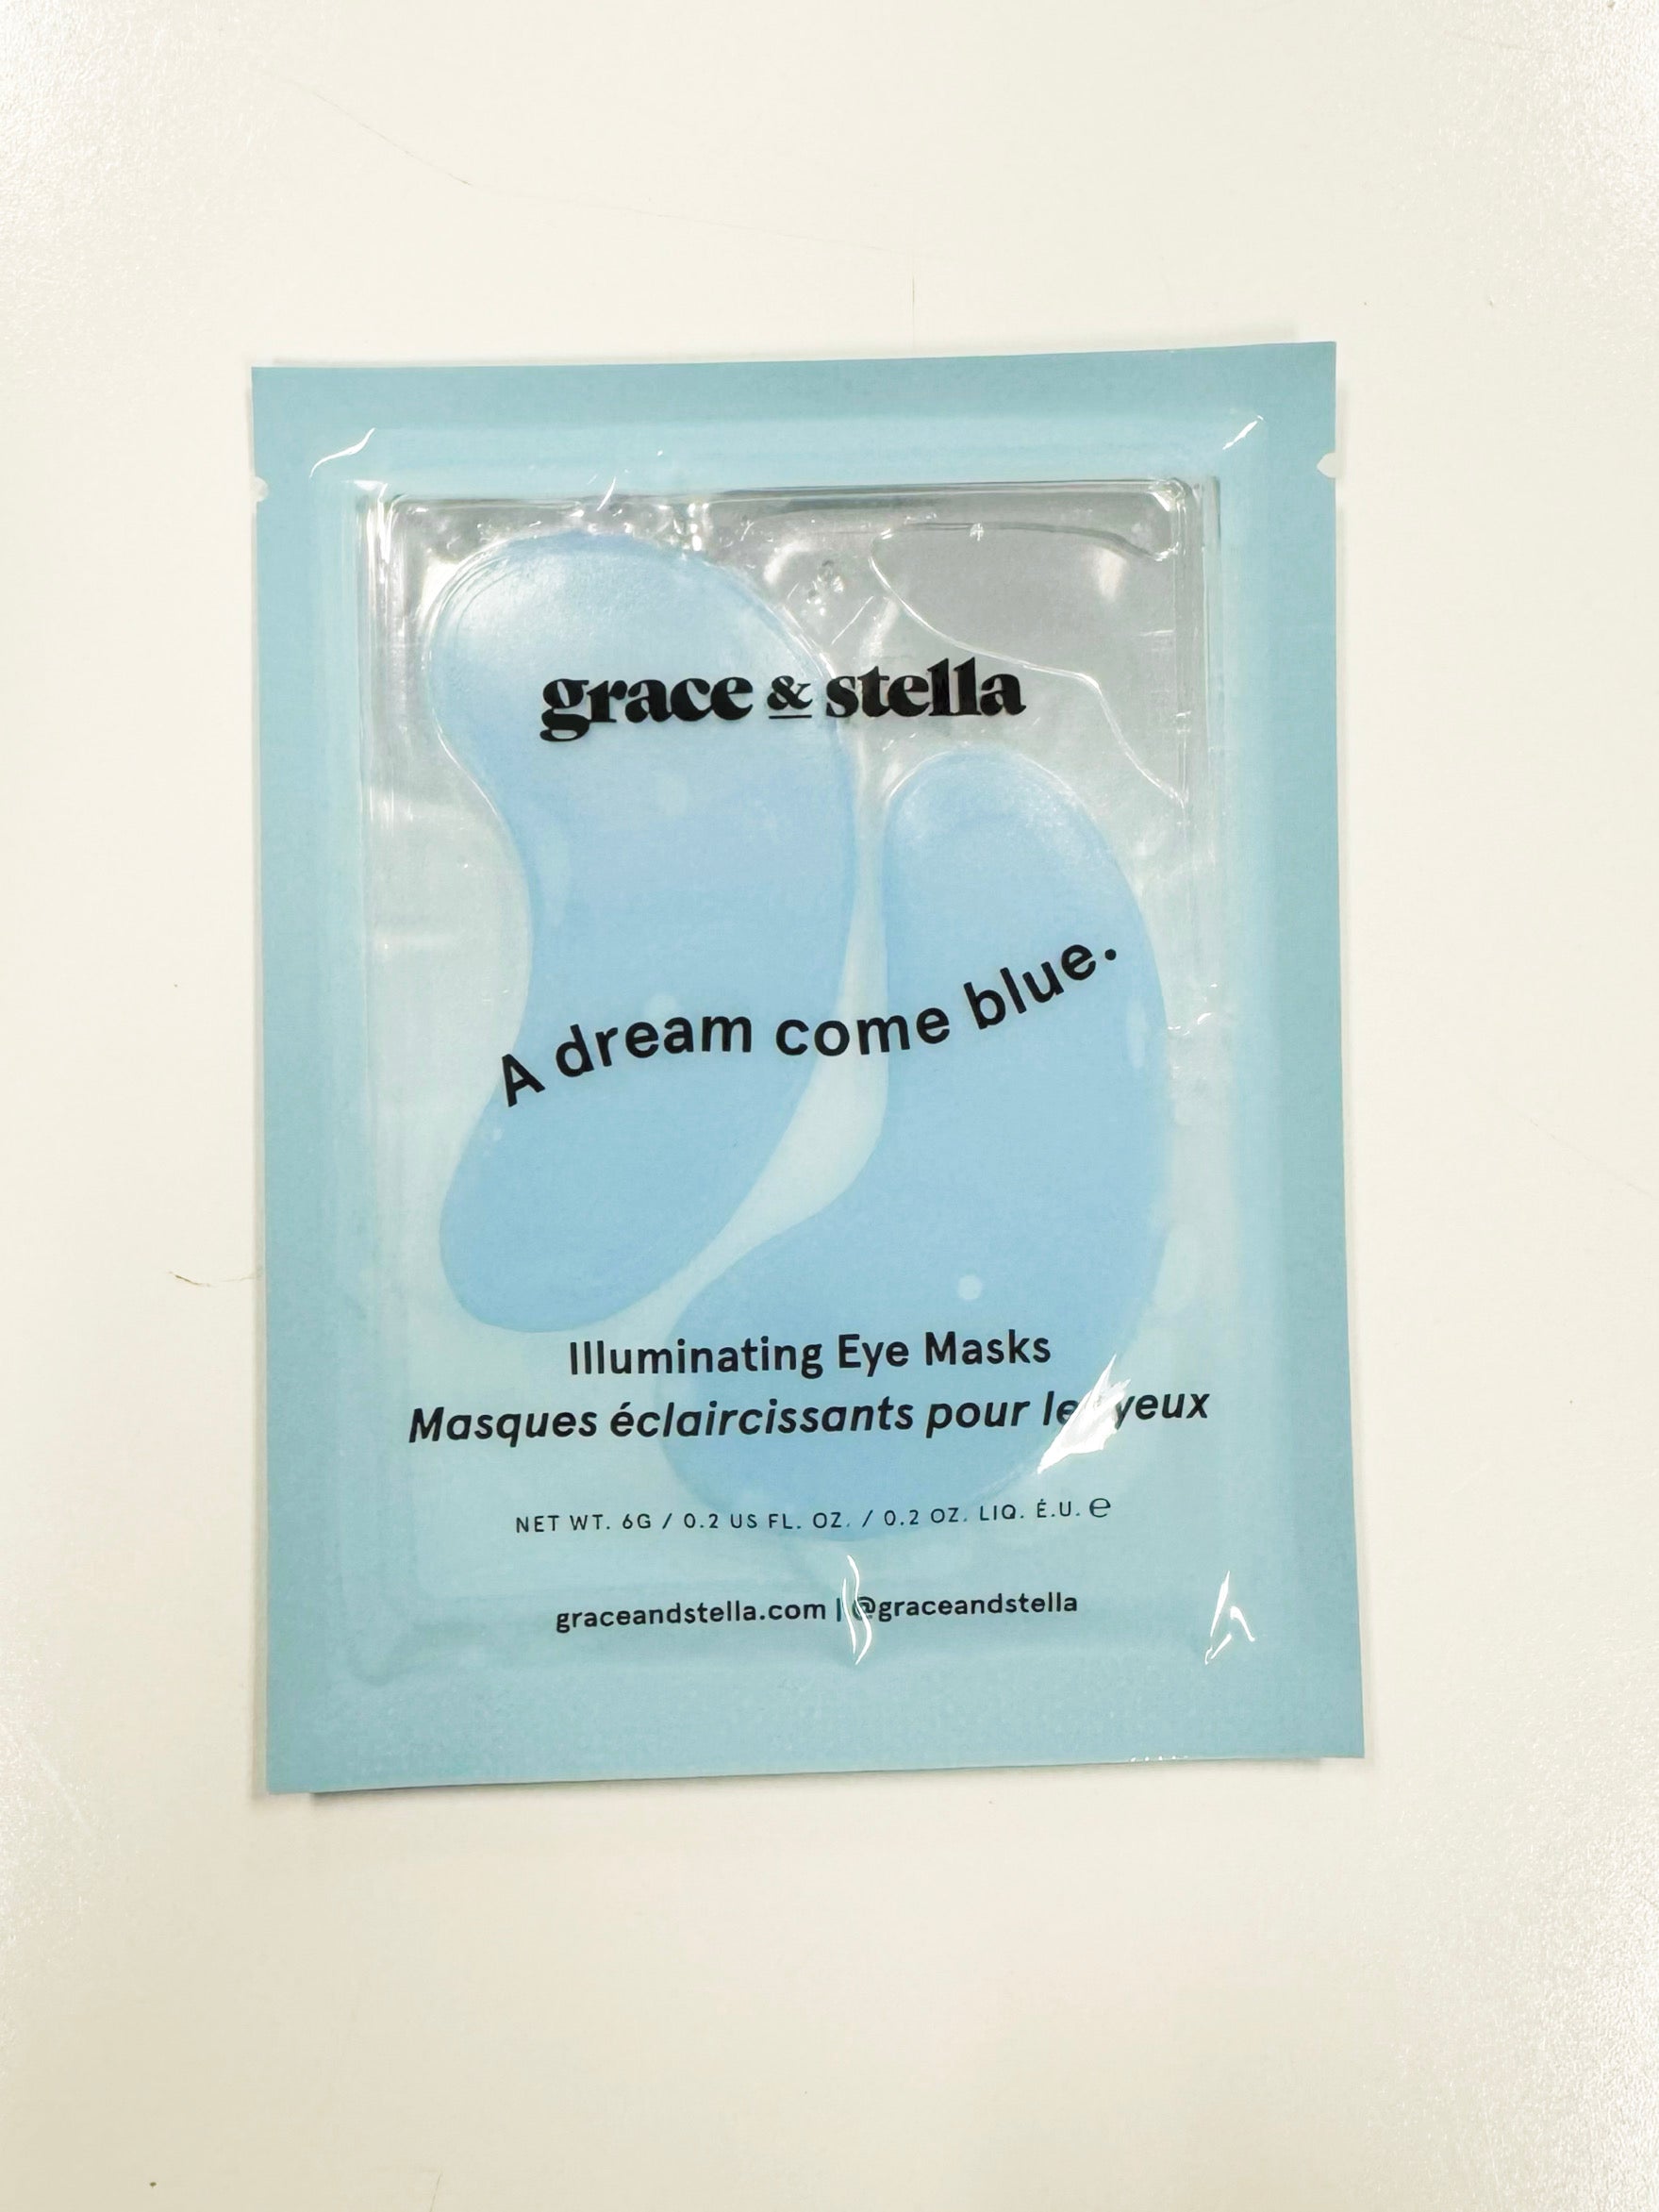 grace & stella
A dream come blue.
Illuminating Eye Masks
Masques éclaircissants pour les yeux
NET WT. 6G / 0.2 US FL. OZ. / 0.2 OZ. LIQ. É.U. ℮
graceandstella.com | @graceandstella